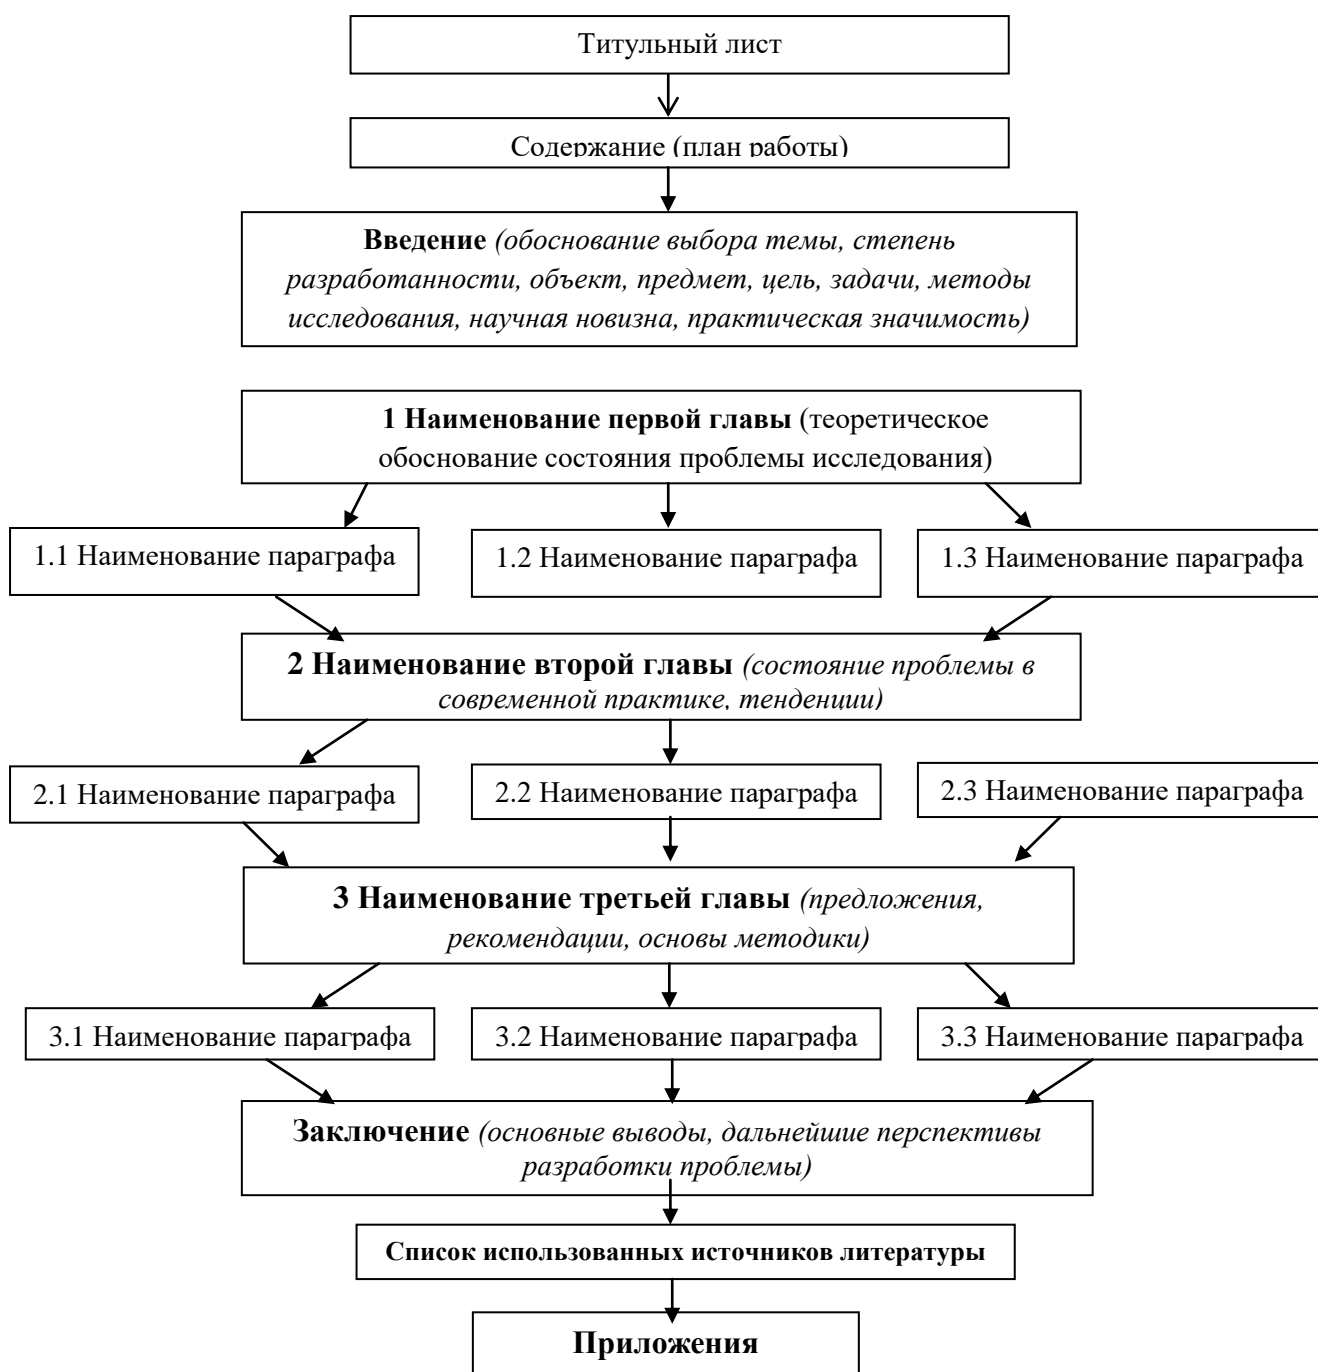 Титульный лист
Содержание (план работы)
Введение (обоснование выбора темы, степень
разработанности, объект, предмет, цель, задачи, методы
исследования, научная новизна, практическая значимость)
1 Наименование первой главы (теоретическое
обоснование состояния проблемы исследования)
1.1 Наименование параграфа
1.2 Наименование параграфа
1.3 Наименование параграфа
2 Наименование второй главы (состояние проблемы в
современной практике, тенденции)
2.1 Наименование параграфа
2.2 Наименование параграфа
2.3 Наименование параграфа
3 Наименование третьей главы (предложения,
рекомендации, основы методики)
3.1 Наименование параграфа
3.2 Наименование параграфа
3.3 Наименование параграфа
Заключение (основные выводы, дальнейшие перспективы
разработки проблемы)
Список использованных источников литературы
Приложения